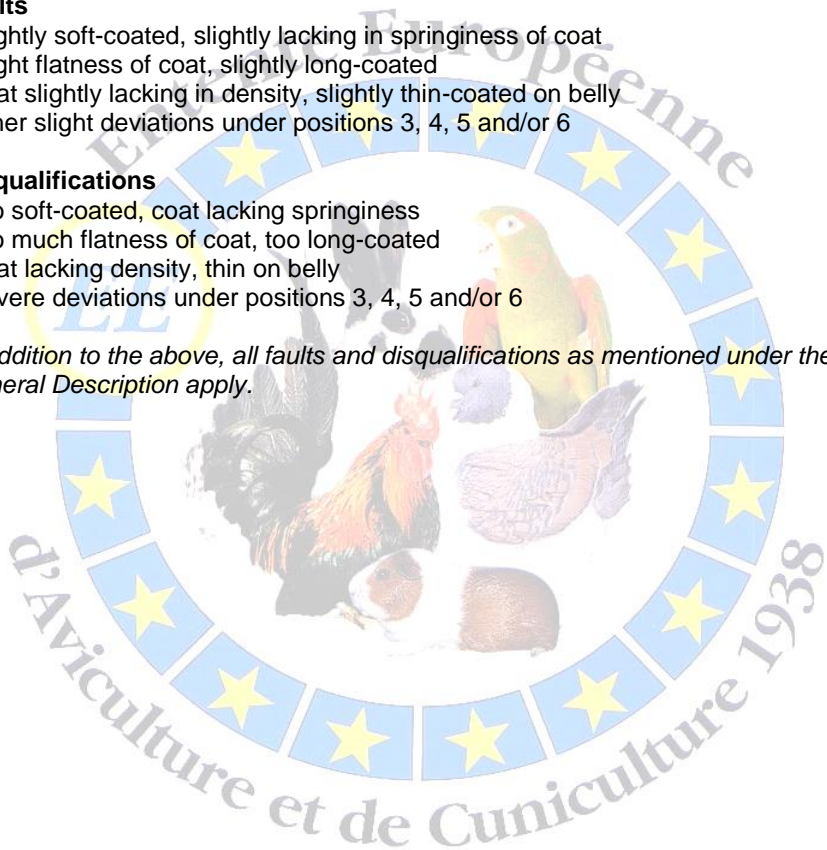 lts
ghtly soft-coated, slightly lacking in springiness of coat
ght flatness of coat, slightly long-coated
at slightly lacking in density, slightly thin-coated on belly
her slight deviations under positions 3, 4, 5 and/or 6
qualifications
o soft-coated, coat lacking springiness
o much flatness of coat, too long-coated
at lacking density, thin on belly
vere deviations under positions 3, 4, 5 and/or 6
ddition to the above, all faults and disqualifications as mentioned under the
neral Description apply.
Entente Européenne
EE
d'Aviculture et de Cuniculture 1938